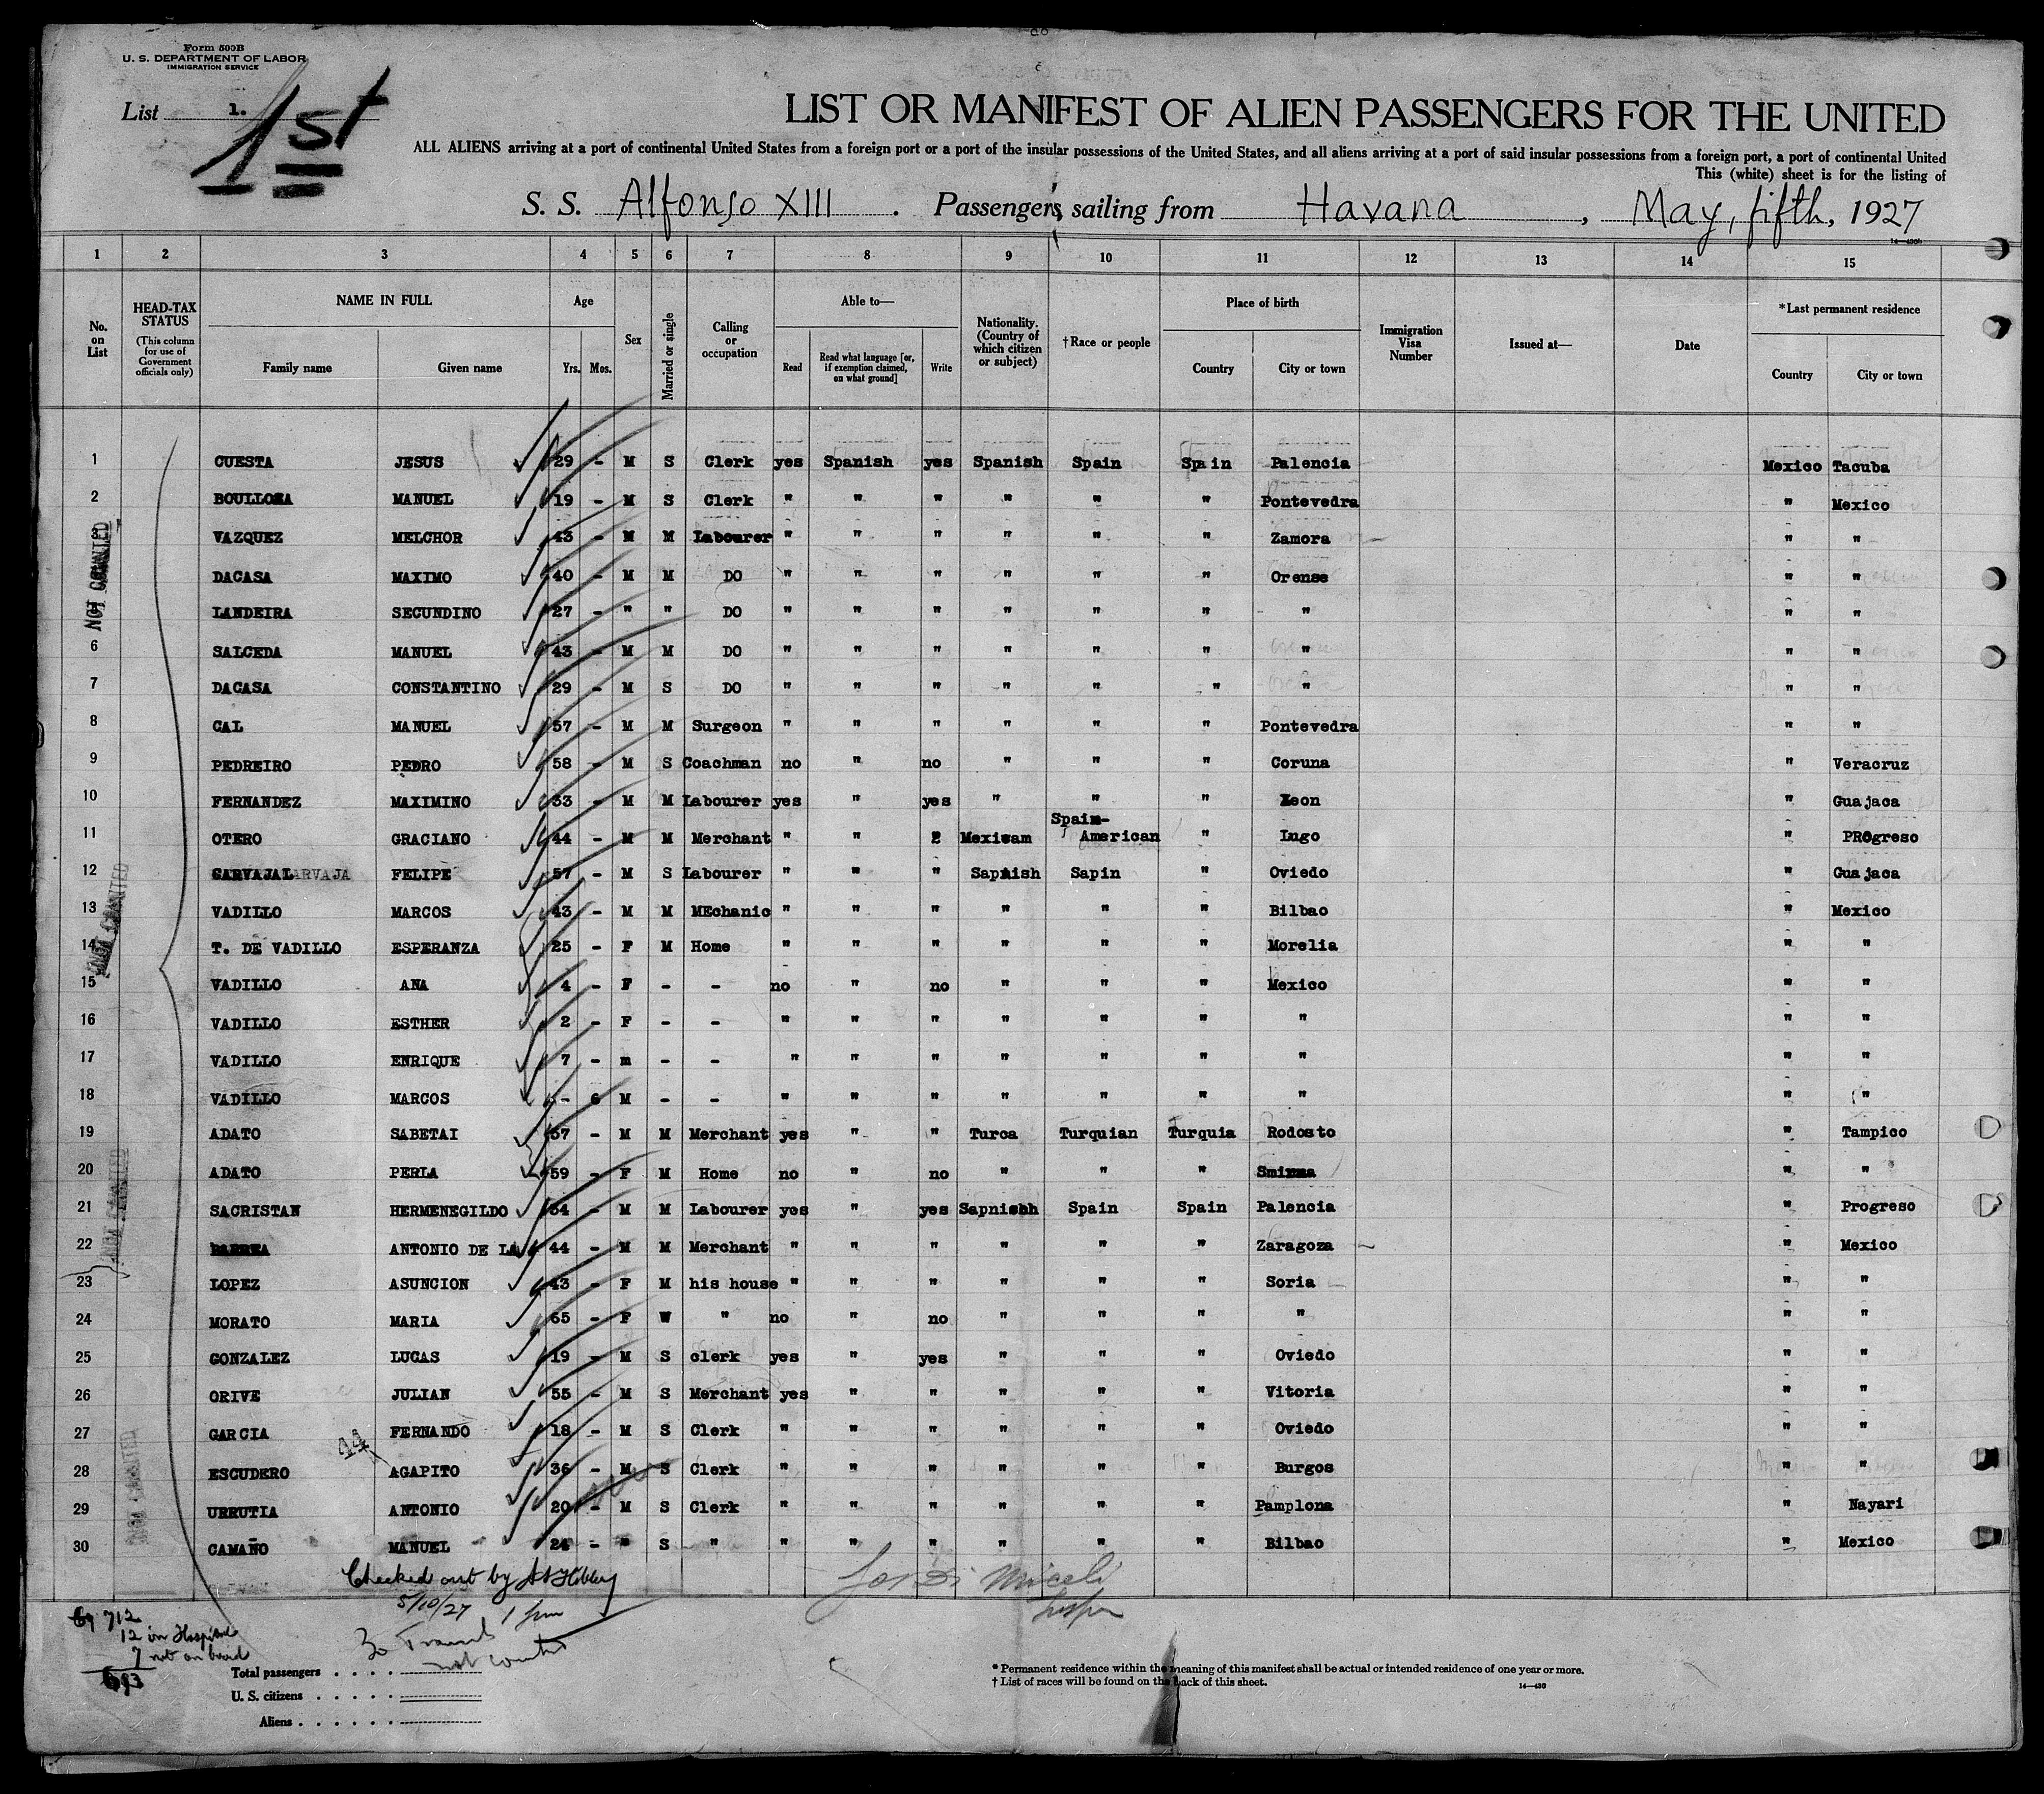 Form 500B
U. S. DEPARTMENT OF LABOR
IMMIGRATION SERVICE
List 1.
1st
LIST OR MANIFEST OF ALIEN PASSENGERS FOR THE UNITED
ALL ALIENS arriving at a port of continental United States from a foreign port or a port of the insular possessions of the United States, and all aliens arriving at a port of said insular possessions from a foreign port, a port of continental United
This (white) sheet is for the listing of
S. S. Alfonso XIII . Passengers sailing from Havana , May, fifth, 1927
14—430b
1 2 3 4 5 6 7 8 9 10 11 12 13 14 15
No. on List HEAD-TAX STATUS (This column for use of Government officials only) NAME IN FULL Family name Given name Age Yrs. Mos. Sex Married or single Calling or occupation Able to— Read Read what language [or, if exemption claimed, on what ground] Write Nationality. (Country of which citizen or subject) †Race or people Place of birth Country City or town Immigration Visa Number Issued at— Date *Last permanent residence Country City or town
1 CUESTA JESUS 29 - M S Clerk yes Spanish yes Spanish Spain Spain Palencia Mexico Tacuba
2 BOULLOSA MANUEL 19 - M S Clerk " " " " " " Pontevedra " Mexico
3 VAZQUEZ MELCHOR 43 - M M Labourer " " " " " " Zamora " "
DACASA MAXIMO 40 - M M DO " " " " " " Orense " "
LANDEIRA SECUNDINO 27 - " " DO " " " " " " " " "
6 SALCEDA MANUEL 43 - M M DO " " " " " " " " "
7 DACASA CONSTANTINO 29 - M S DO " " " " " " " " "
8 CAL MANUEL 57 - M M Surgeon " " " " " " Pontevedra " "
9 PEDREIRO PEDRO 58 - M S Coachman no " no " " " Coruna " Veracruz
10 FERNANDEZ MAXIMINO 33 - M M Labourer yes " yes " " " Leon " Guajaca
11 OTERO GRACIANO 44 - M M Merchant " " " Mexicam Spain-American " Lugo " PROgreso
12 CARVAJAL ARVAJA FELIPE 57 - M S Labourer " " " Sapnish Sapin " Oviedo " Guajaca
13 VADILLO MARCOS 43 - M M MEchanic " " " " " " Bilbao " Mexico
14 T. DE VADILLO ESPERANZA 25 - F M Home " " " " " " Morelia " "
15 VADILLO ANA 4 - F - - no " no " " " Mexico " "
16 VADILLO ESTHER 2 - F - - " " " " " " " " "
17 VADILLO ENRIQUE 7 - m - - " " " " " " " " "
18 VADILLO MARCOS - 6 M - - " " " " " " " " "
19 ADATO SABETAI 57 - M M Merchant yes " " Turca Turquian Turquia Rodosto " Tampico
20 ADATO PERLA 59 - F M Home no " no " " " " "
21 SACRISTAN HERMENEGILDO 54 - M M Labourer yes " yes Sapnishh Spain Spain Palencia " Progreso
22 BARREA ANTONIO DE LA 44 - M M Merchant " " " " " " Zaragoza " Mexico
23 LOPEZ ASUNCION 43 - F M his house " " " " " " Soria " "
24 MORATO MARIA 65 - F W " no " no " " " " " "
25 GONZALEZ LUCAS 19 - M S clerk yes " yes " " " Oviedo " "
26 ORIVE JULIAN 55 - M S Merchant yes " " " " " Vitoria " "
27 GARCIA FERNANDO 18 - M S Clerk " " " " " " Oviedo " "
28 ESCUDERO AGAPITO 36 - M S Clerk " " " " " " Burgos " "
29 URRUTIA ANTONIO 20 - M S Clerk " " " " " " Pamplona " Nayari
30 CAMAÑO MANUEL 24 - " S " " " " " " " Bilbao " Mexico
NOT COUNTED
44
Checked out by
5/10/27 1 pm
712
12 in Hospital
7 not on board
693
30 Transit
not counted
Total passengers
U. S. citizens
Aliens
* Permanent residence within the meaning of this manifest shall be actual or intended residence of one year or more.
† List of races will be found on the back of this sheet.
14—430